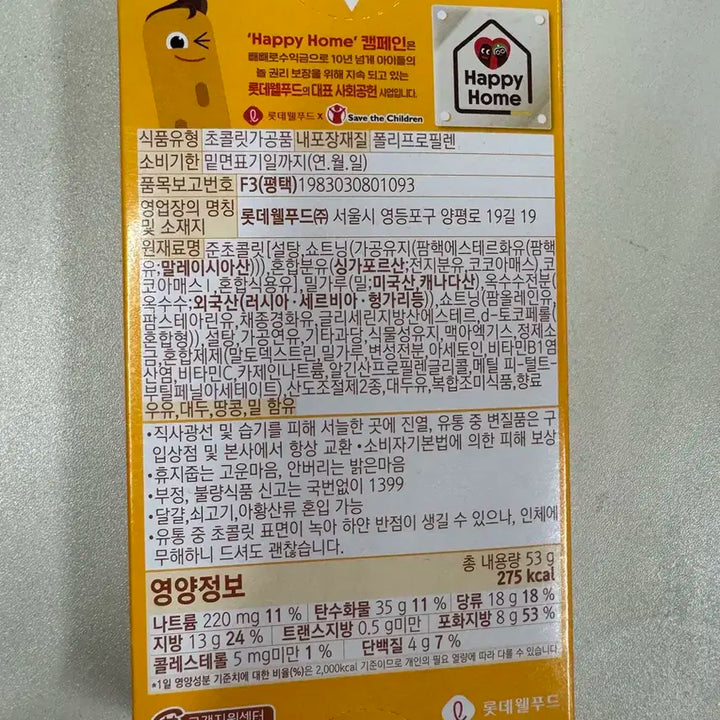 'Happy Home' 캠페인은
빼빼로수익금으로 10년 넘게 아이들의
놀 권리 보장을 위해 지속 되고 있는
롯데웰푸드의 대표 사회공헌 사업입니다.
롯데웰푸드 x Save the Children
Happy
Home
식품유형 초콜릿가공품 내포장재질 폴리프로필렌
소비기한 밑면표기일까지(연.월.일)
품목보고번호 F3(평택)1983030801093
영업장의 명칭 및 소재지 롯데웰푸드㈜ 서울시 영등포구 양평로 19길 19
원재료명 준초콜릿[설탕,쇼트닝(가공유지(팜핵에스테르화유(팜핵
유;말레이시아산))),혼합분유(싱가포르산;전지분유,코코아매스),코
코아매스Ⅰ,혼합식용유],밀가루(밀;미국산,캐나다산),옥수수전분(
옥수수;외국산(러시아·세르비아·헝가리등)),쇼트닝(팜올레인유,
팜스테아린유,채종경화유,글리세린지방산에스테르,d-토코페롤(
혼합형)),설탕,가공연유,기타과당,식물성유지,맥아엑기스,정제소
금,혼합제제(말토덱스트린,밀가루,변성전분,아세토인,비타민B1염
산염,비타민C,카제인나트륨,알긴산프로필렌글리콜,메틸 피-펜트-
부틸페닐아세테이트),산도조절제2종,대두유,복합조미식품,향료
우유,대두,땅콩,밀 함유
•직사광선 및 습기를 피해 서늘한 곳에 진열, 유통 중 변질품은 구
입상점 및 본사에서 항상 교환 •소비자기본법에 의한 피해 보상
•휴지줍는 고운마음, 안버리는 밝은마음
•부정, 불량식품 신고는 국번없이 1399
•달걀,쇠고기,아황산류 혼입 가능
•유통 중 초콜릿 표면이 녹아 하얀 반점이 생길 수 있으나, 인체에
무해하니 드셔도 괜찮습니다.
영양정보
총 내용량 53 g
275 kcal
나트륨 220 mg 11 % 탄수화물 35 g 11 % 당류 18 g 18 %
지방 13 g 24 % 트랜스지방 0.5 g미만 포화지방 8 g 53 %
콜레스테롤 5 mg미만 1 % 단백질 4 g 7 %
*1일 영양성분 기준치에 대한 비율(%)은 2,000kcal 기준이므로 개인의 필요 열량에 따라 다를 수 있습니다.
고객지원센터
롯데웰푸드